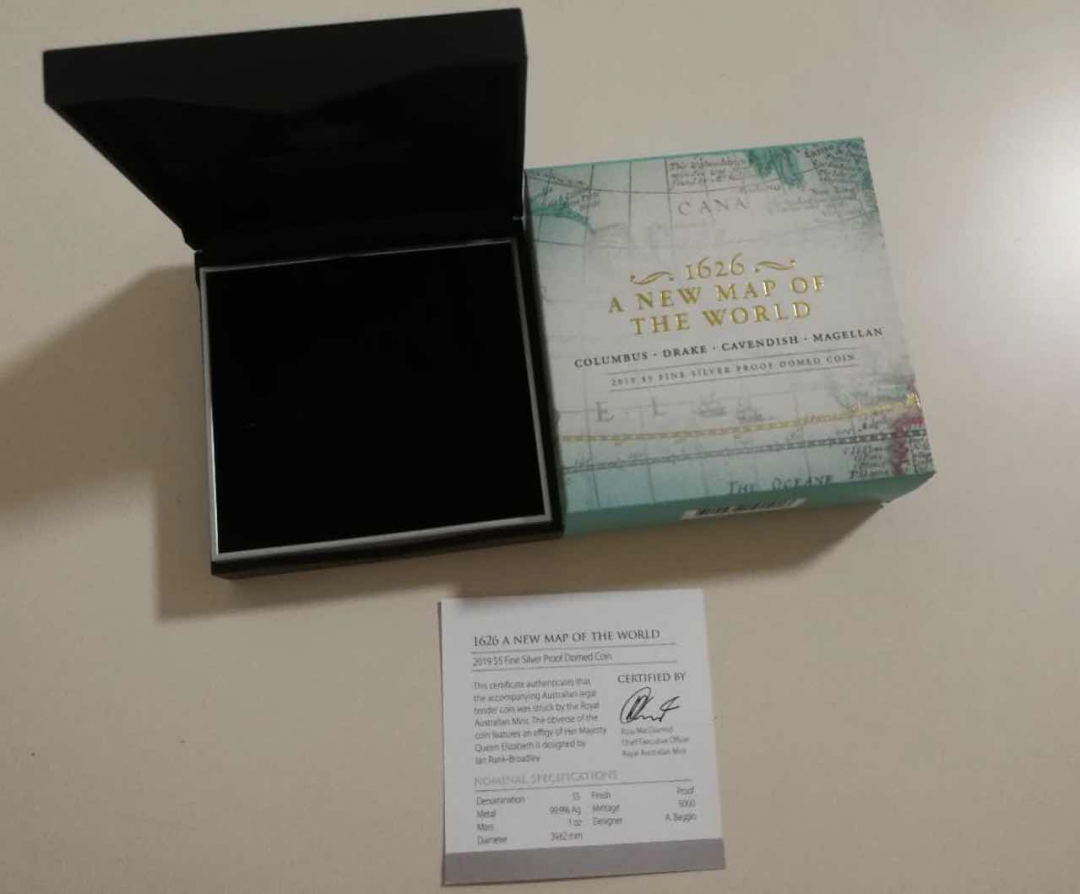 CANA
1626
A NEW MAP OF
THE WORLD
COLUMBUS · DRAKE · CAVENDISH · MAGELLAN
2019 $5 FINE SILVER PROOF DOMED COIN
E L
THE OCEANE
1626 A NEW MAP OF THE WORLD
2019 $5 Fine Silver Proof Domed Coin
This certificate authenticates that
the accompanying Australian legal
tender coin was struck by the Royal
Australian Mint. The obverse of the
coin features an effigy of Her Majesty
Queen Elizabeth II designed by
Ian Rank-Broadley
CERTIFIED BY
Ross MacDiarmid
Chief Executive Officer
Royal Australian Mint
NOMINAL SPECIFICATIONS
Denomination $5 Finish Proof
Metal 99.9% Ag Mintage 5000
Mass 1 oz Designer A. Baggio
Diameter 39.62 mm